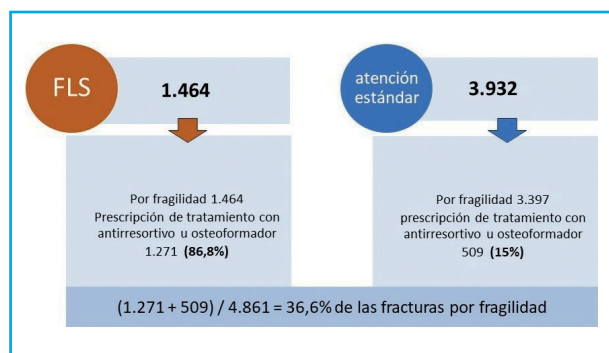 FLS
1.464
Por fragilidad 1.464
Prescripción de tratamiento con
antirresortivo u osteoformador
1.271 (86,8%)
atención
estándar
3.932
Por fragilidad 3.397
prescripción de tratamiento con
antirresortivo u osteoformador
509 (15%)
(1.271 + 509) / 4.861 = 36,6% de las fracturas por fragilidad